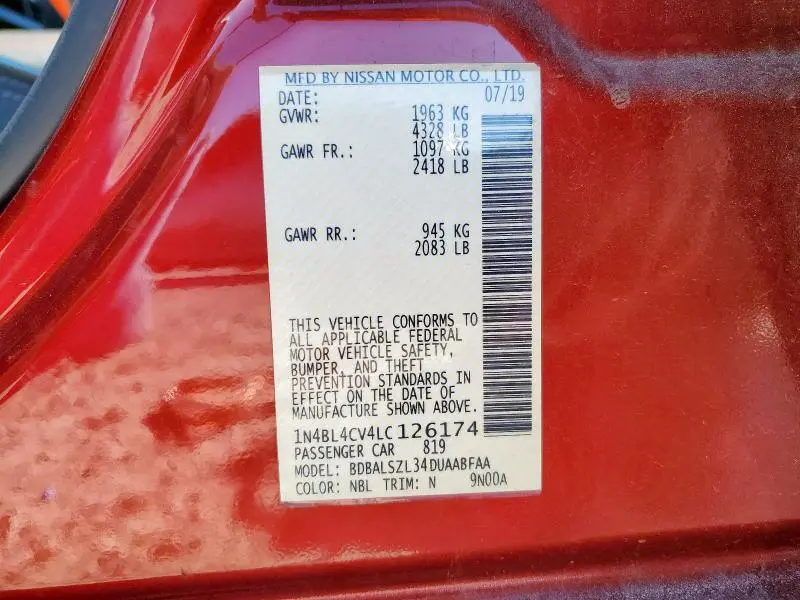 MFD BY NISSAN MOTOR CO., LTD.
DATE: 07/19
GVWR: 1963 KG
4328 LB
GAWR FR.: 1097 KG
2418 LB
GAWR RR.: 945 KG
2083 LB
THIS VEHICLE CONFORMS TO
ALL APPLICABLE FEDERAL
MOTOR VEHICLE SAFETY,
BUMPER, AND THEFT
PREVENTION STANDARDS IN
EFFECT ON THE DATE OF
MANUFACTURE SHOWN ABOVE.
1N4BL4CV4LC126174
PASSENGER CAR 819
MODEL: BDBALSZL34DUAABFAA
COLOR: NBL TRIM: N 9N00A